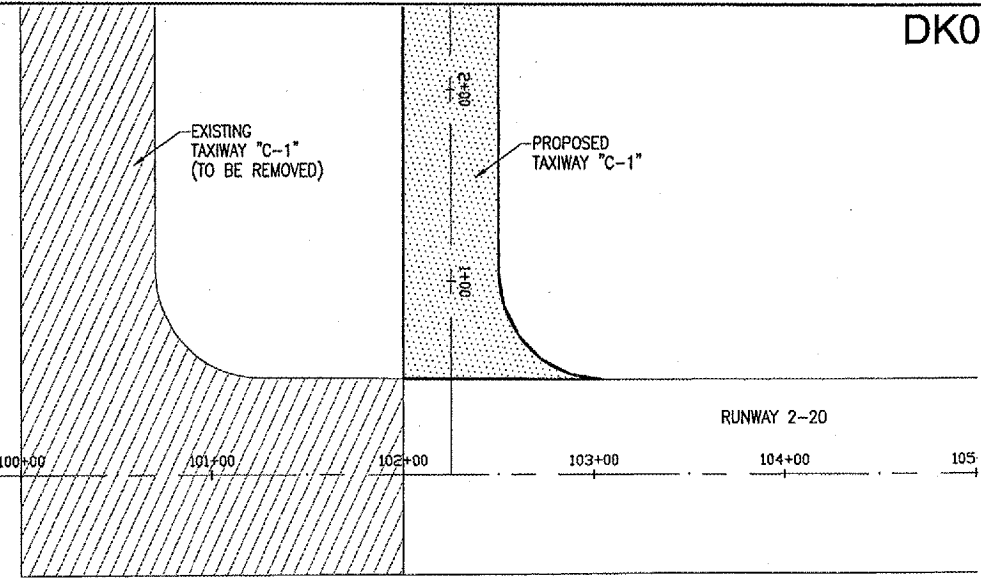 DK0
EXISTING
TAXIWAY "C-1"
(TO BE REMOVED)
2+00
PROPOSED
TAXIWAY "C-1"
1+00
RUNWAY 2-20
100+00 101+00 102+00 103+00 104+00 105